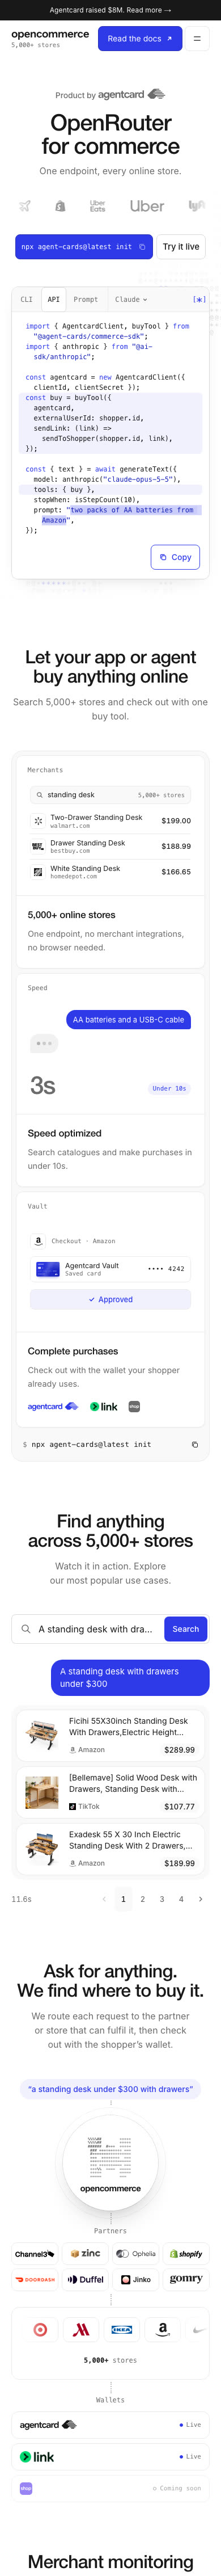 Agentcard raised $8M. Read more →
opencommerce
5,000+ stores
Read the docs ↗
Product by agentcard
OpenRouter
for commerce
One endpoint, every online store.
Uber
Eats
Uber
lyft
npx agent-cards@latest init
Try it live
CLI API Prompt Claude
[∗]
import { AgentcardClient, buyTool } from
"@agent-cards/commerce-sdk";
import { anthropic } from "@ai-
sdk/anthropic";
const agentcard = new AgentcardClient({
clientId, clientSecret });
const buy = buyTool({
agentcard,
externalUserId: shopper.id,
sendLink: (link) =>
sendToShopper(shopper.id, link),
});
const { text } = await generateText({
model: anthropic("claude-opus-5-5"),
tools: { buy },
stopWhen: isStepCount(10),
prompt: "two packs of AA batteries from
Amazon",
});
Copy
Let your app or agent
buy anything online
Search 5,000+ stores and check out with one
buy tool.
Merchants
standing desk 5,000+ stores
Two-Drawer Standing Desk
walmart.com
$199.00
Drawer Standing Desk
bestbuy.com
$188.99
White Standing Desk
homedepot.com
$166.65
5,000+ online stores
One endpoint, no merchant integrations,
no browser needed.
Speed
AA batteries and a USB-C cable
3s
Under 10s
Speed optimized
Search catalogues and make purchases in
under 10s.
Vault
Checkout · Amazon
Agentcard Vault
Saved card
•••• 4242
✓ Approved
Complete purchases
Check out with the wallet your shopper
already uses.
agentcard link shop
$ npx agent-cards@latest init
Find anything
across 5,000+ stores
Watch it in action. Explore
our most popular use cases.
A standing desk with dra... Search
A standing desk with drawers
under $300
Ficihi 55X30inch Standing Desk
With Drawers,Electric Height...
Amazon $289.99
[Bellemave] Solid Wood Desk with
Drawers, Standing Desk with...
TikTok $107.77
Exadesk 55 X 30 Inch Electric
Standing Desk With 2 Drawers,...
Amazon $189.99
11.6s ‹ 1 2 3 4 ›
Ask for anything.
We find where to buy it.
We route each request to the partner
or store that can fulfil it, then check
out with the shopper's wallet.
“a standing desk under $300 with drawers”
opencommerce
Partners
Channel3 zinc Ophelia shopify
DOORDASH Duffel Jinko gomry
IKEA
5,000+ stores
Wallets
agentcard Live
link Live
shop Coming soon
Merchant monitoring